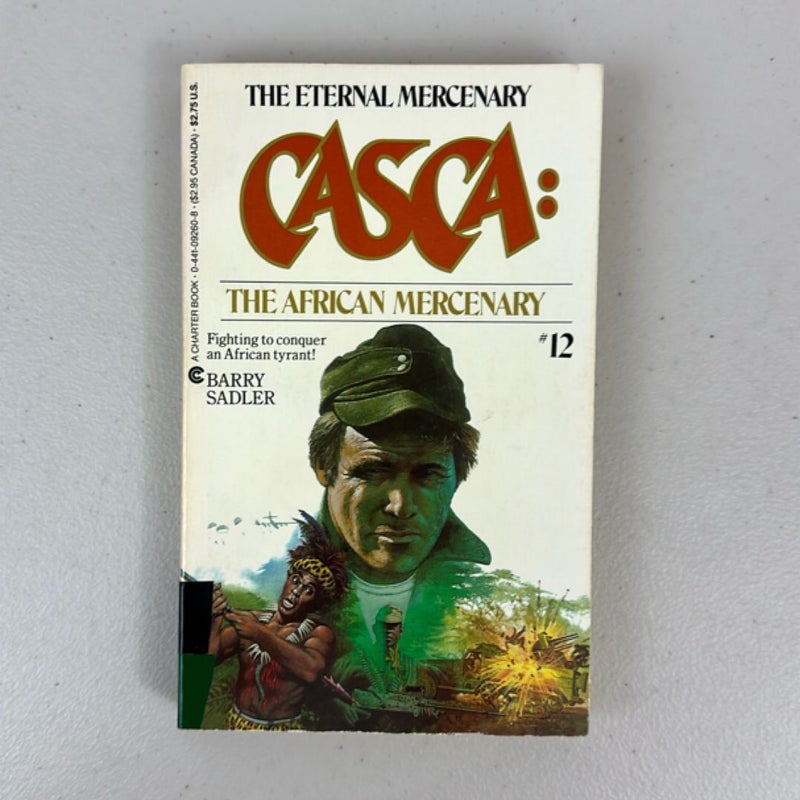 THE ETERNAL MERCENARY
CASCA:
THE AFRICAN MERCENARY
#12
Fighting to conquer
an African tyrant!
BARRY
SADLER
A CHARTER BOOK · 0-441-09260-8 · ($2.95 CANADA) · $2.75 U.S.